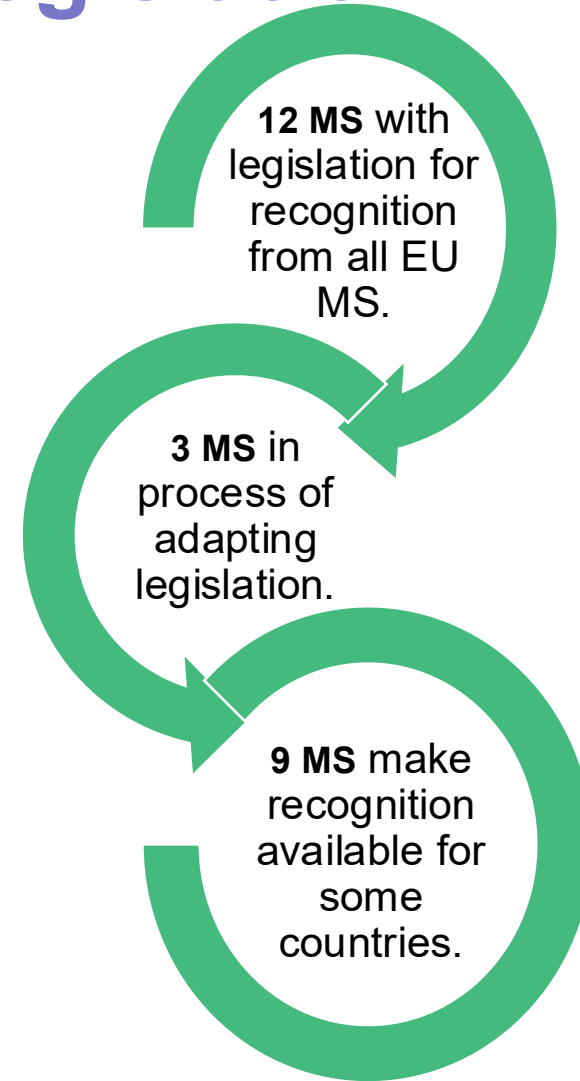 12 MS with
legislation for
recognition
from all EU
MS.
3 MS in
process of
adapting
legislation.
9 MS make
recognition
available for
some
countries.